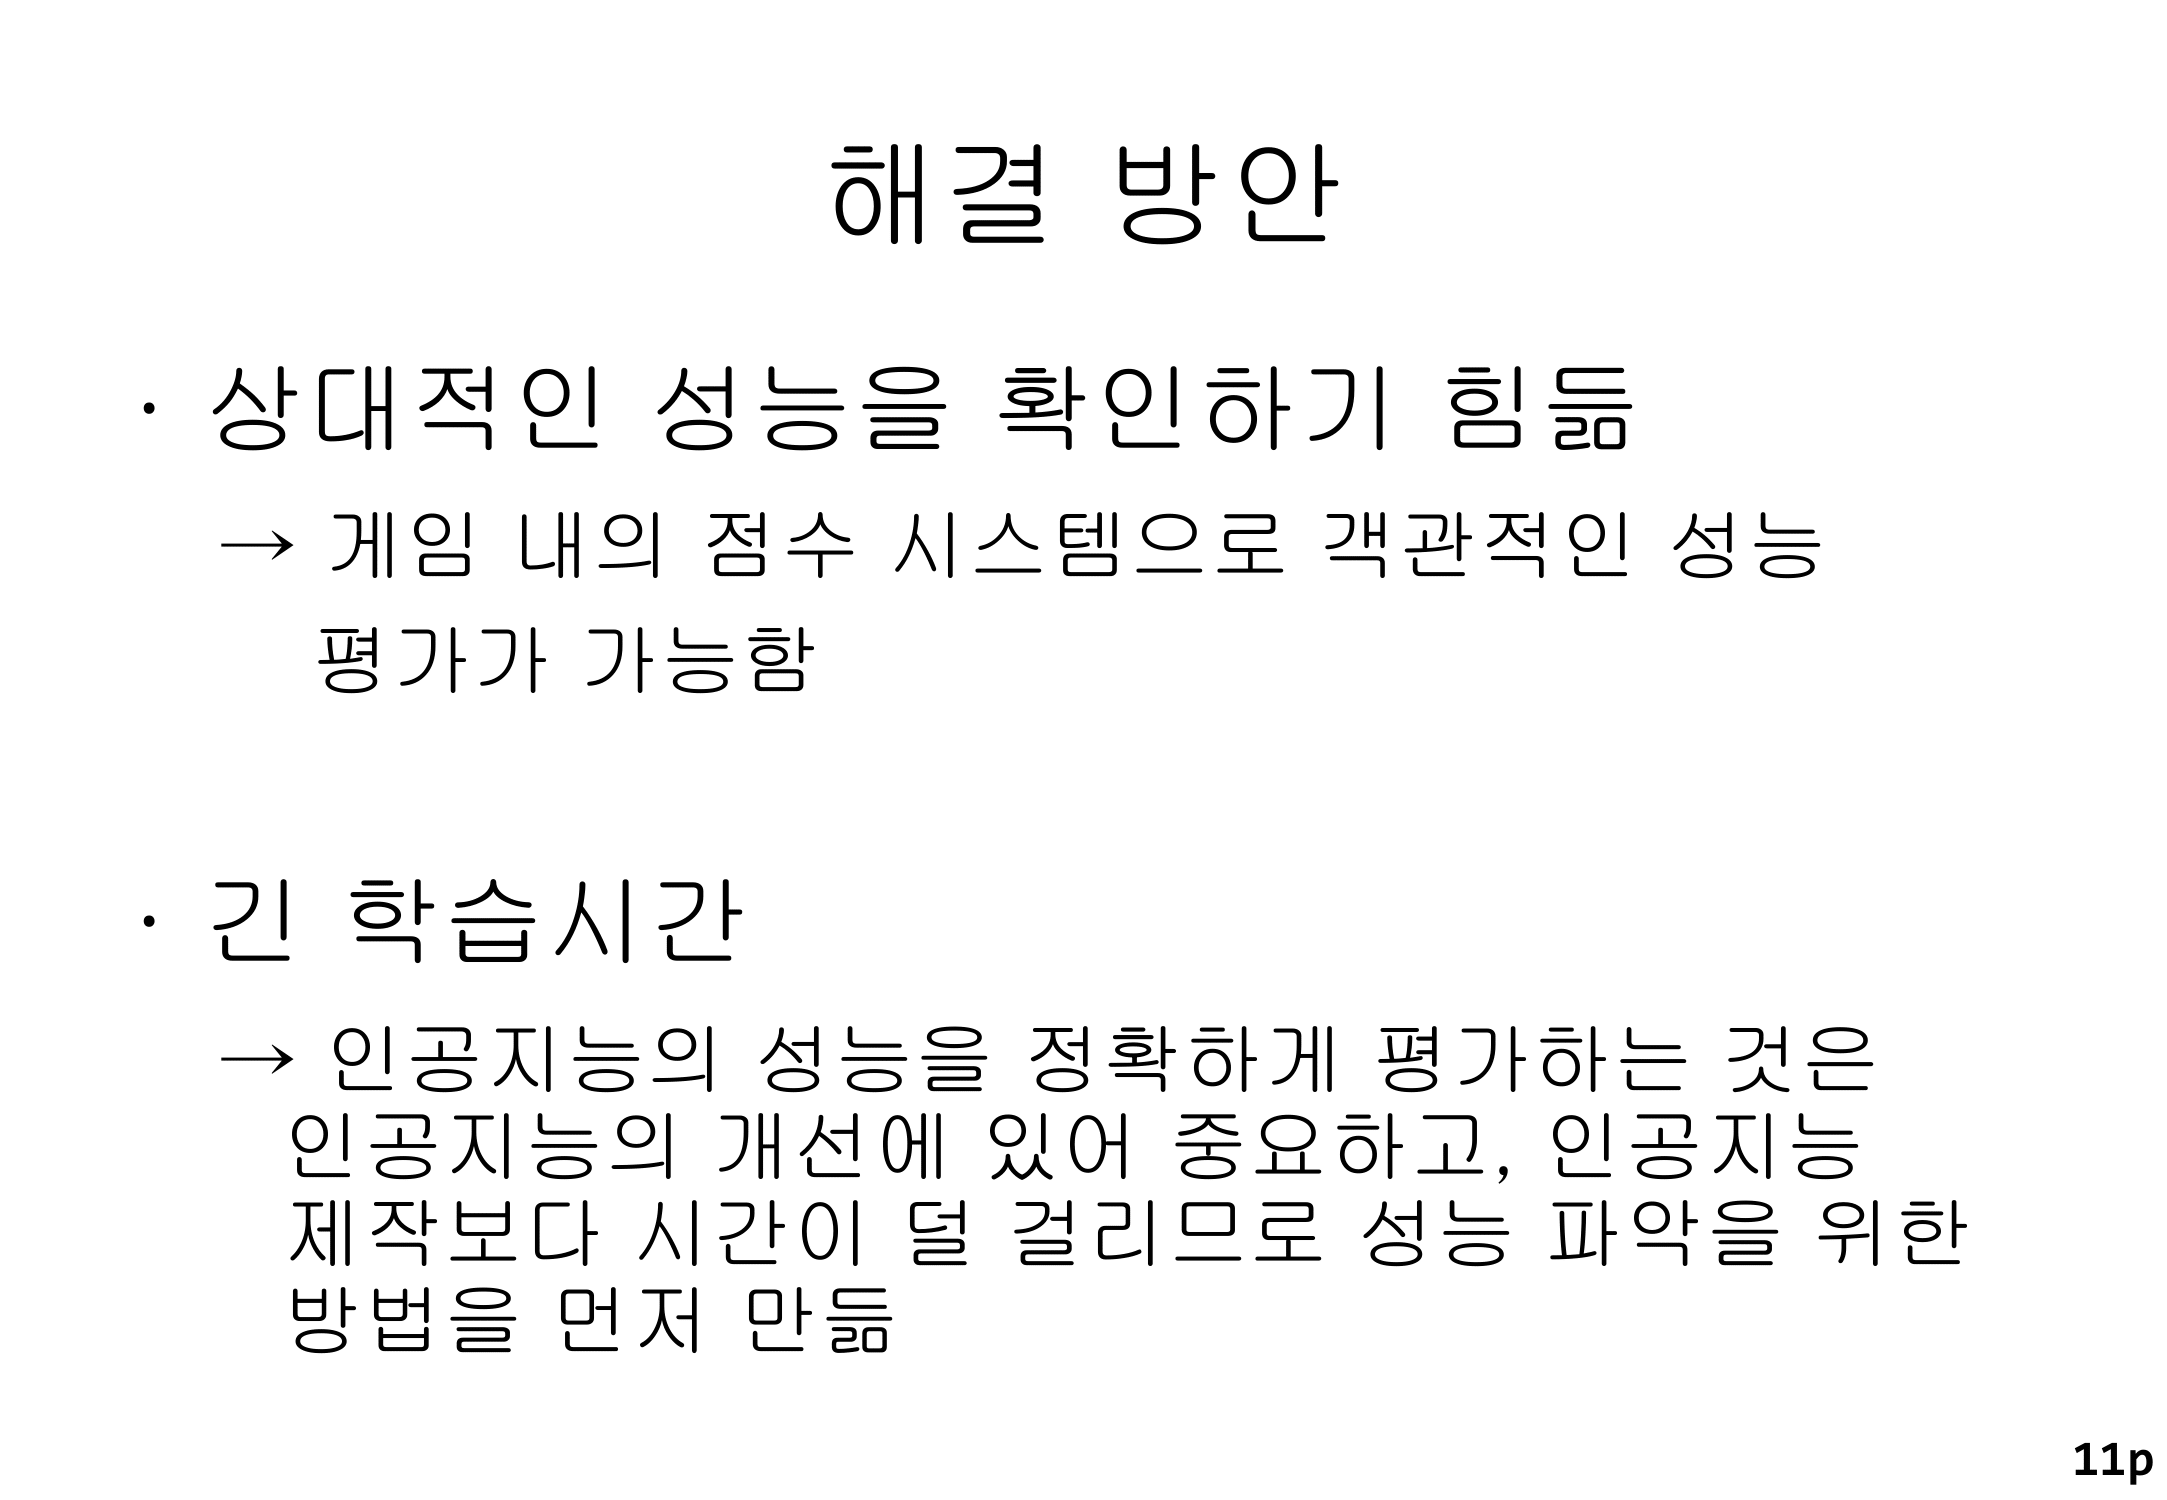 해결 방안
· 상대적인 성능을 확인하기 힘듦
→ 게임 내의 점수 시스템으로 객관적인 성능
평가가 가능함
· 긴 학습시간
→ 인공지능의 성능을 정확하게 평가하는 것은
인공지능의 개선에 있어 중요하고, 인공지능
제작보다 시간이 덜 걸리므로 성능 파악을 위한
방법을 먼저 만듦
11p